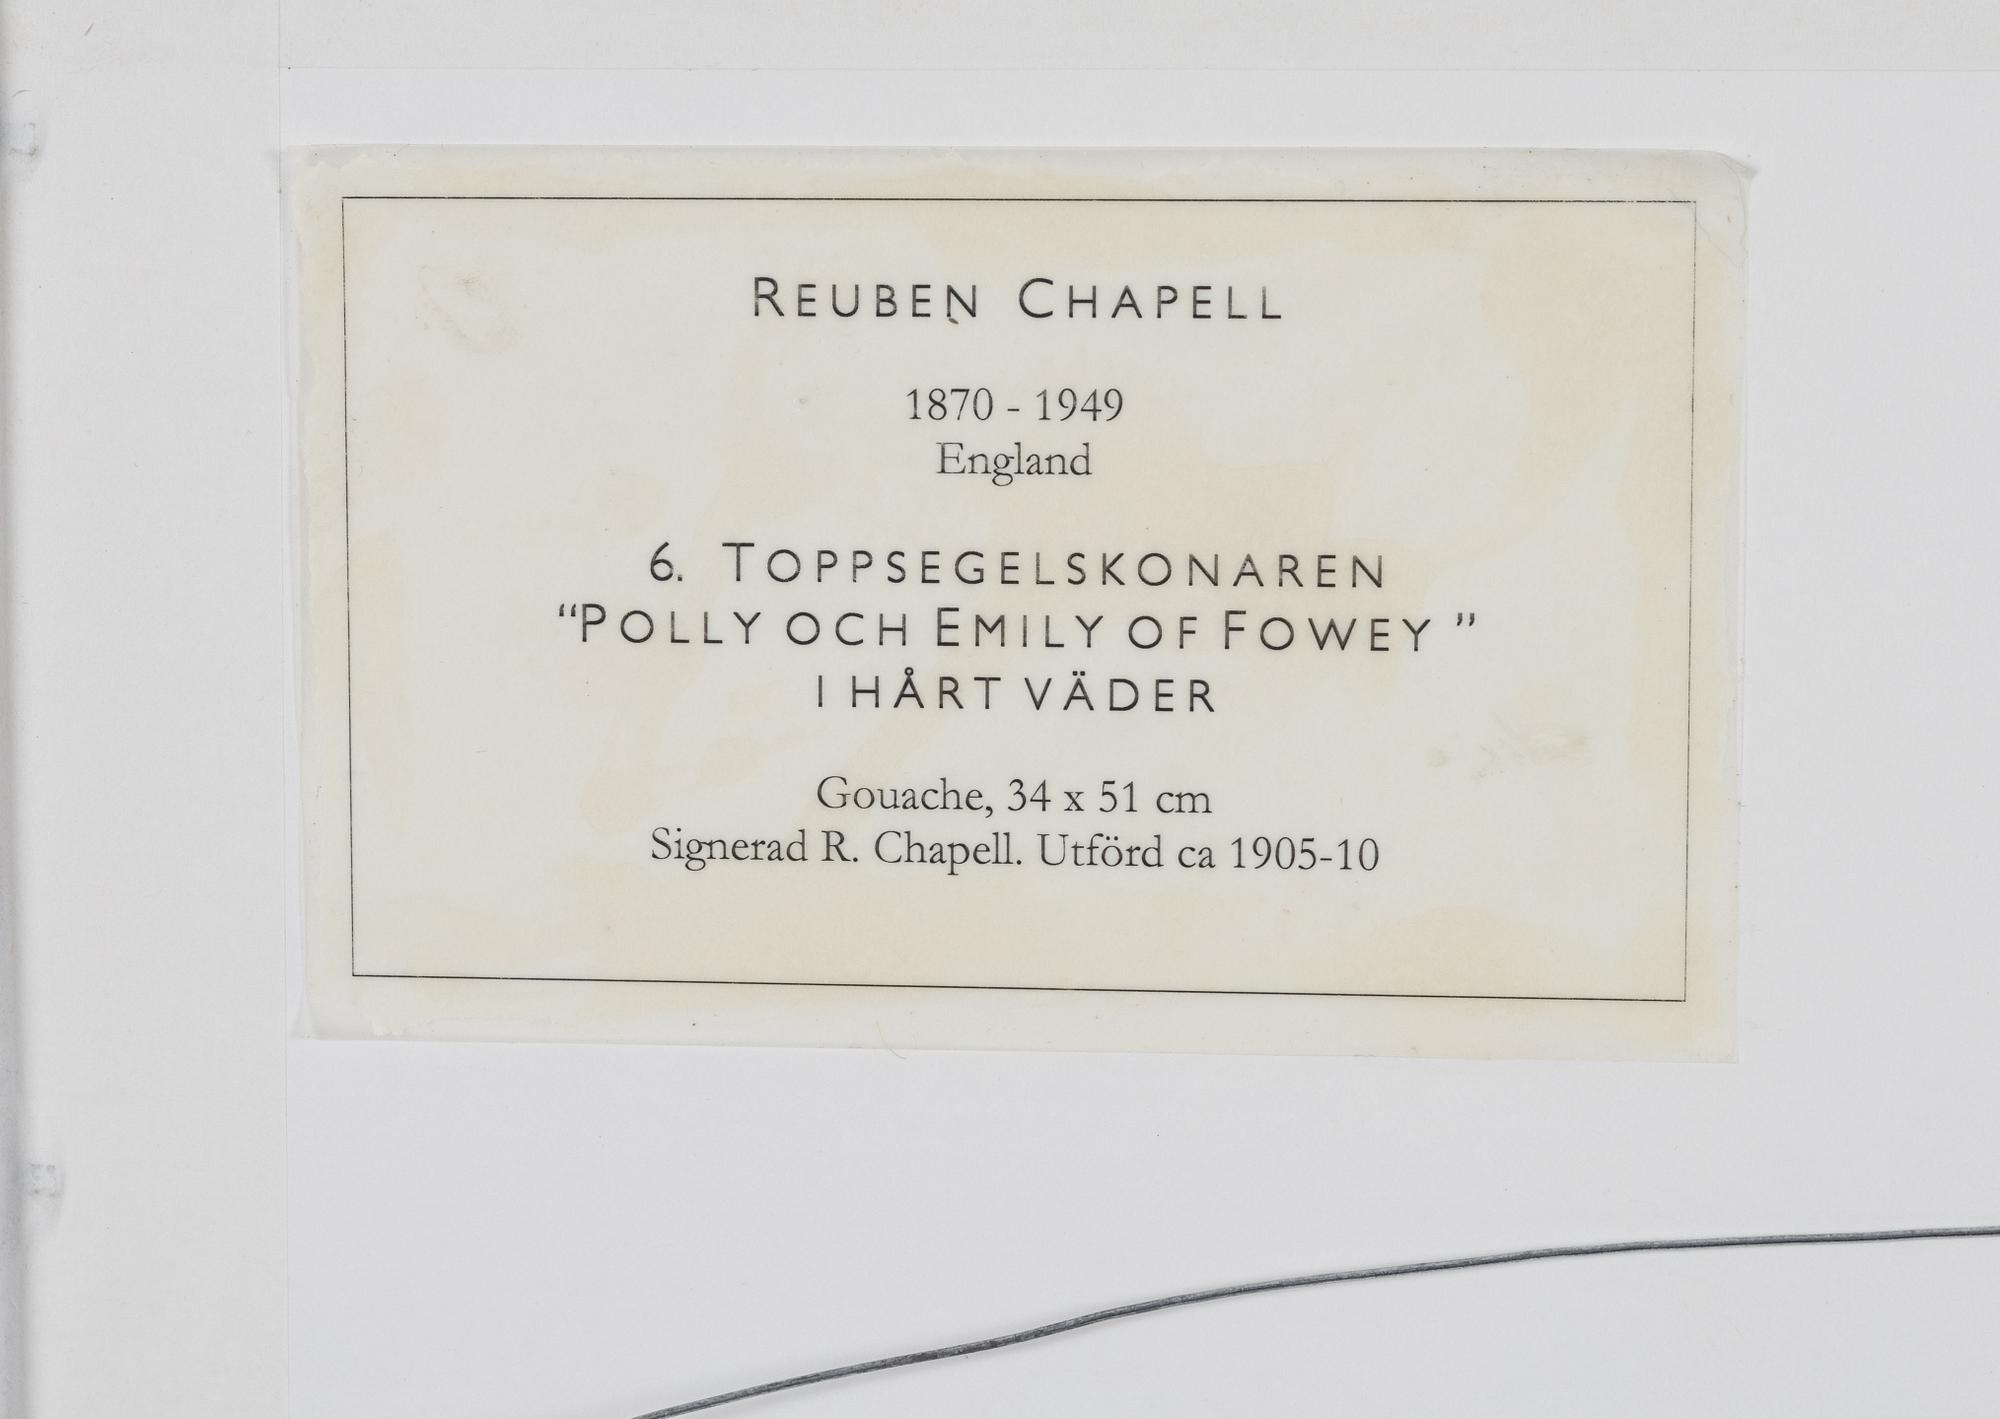 REUBEN CHAPELL
1870 - 1949
England
6. TOPPSEGELSKONAREN
“POLLY OCH EMILY OF FOWEY ”
I HÅRT VÄDER
Gouache, 34 x 51 cm
Signerad R. Chapell. Utförd ca 1905-10